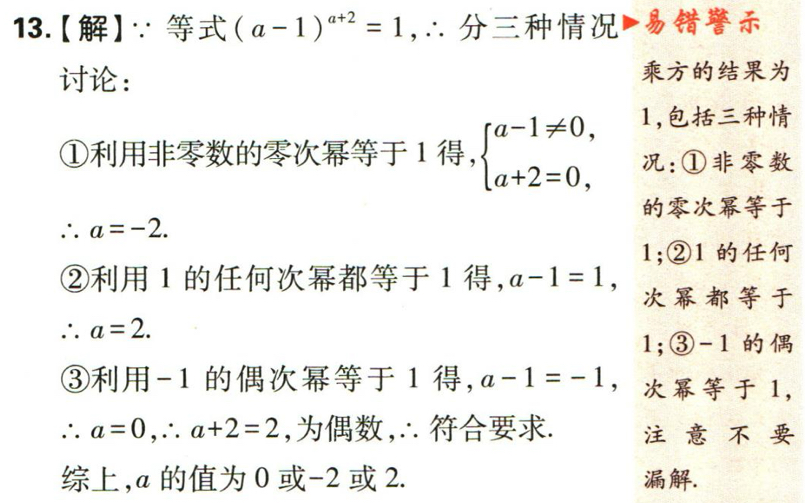 13.【解】∵ 等式(a-1)^{a+2}=1,∴ 分三种情况
讨论:
①利用非零数的零次幂等于1得,{a-1≠0,
a+2=0,
∴ a=-2.
②利用1的任何次幂都等于1得,a-1=1,
∴ a=2.
③利用-1的偶次幂等于1得,a-1=-1,
∴ a=0,∴ a+2=2,为偶数,∴ 符合要求.
综上,a的值为0或-2或2.
▶易错警示
乘方的结果为
1,包括三种情
况:①非零数
的零次幂等于
1;②1的任何
次幂都等于
1;③-1的偶
次幂等于1,
注意不要
漏解.